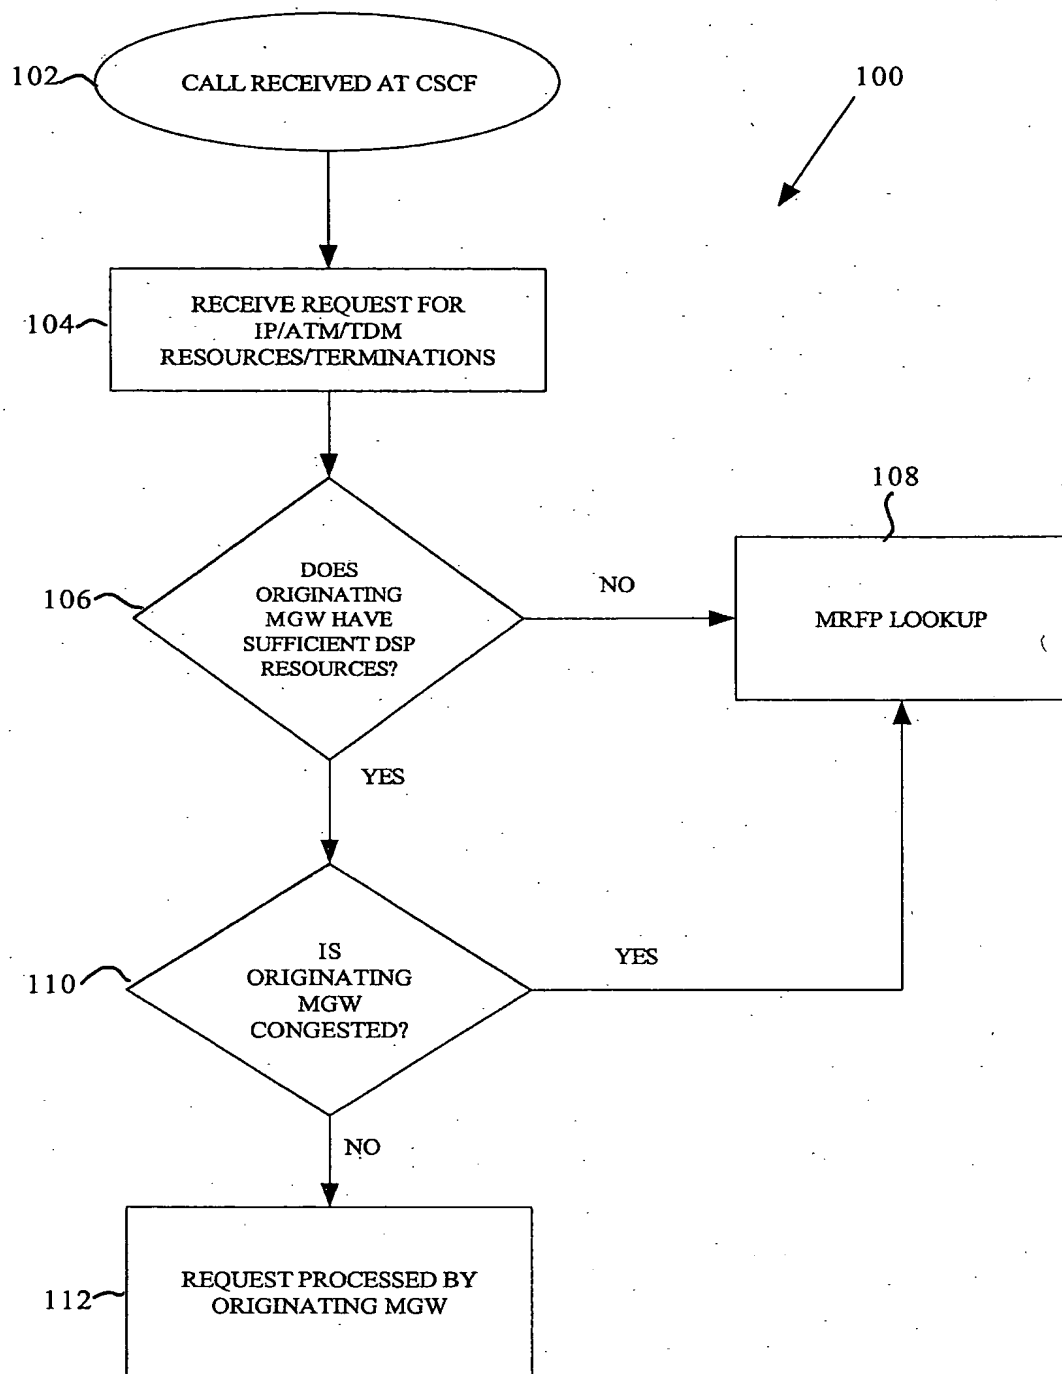 102
CALL RECEIVED AT CSCF
100
104
RECEIVE REQUEST FOR
IP/ATM/TDM
RESOURCES/TERMINATIONS
108
MRFP LOOKUP
106
DOES
ORIGINATING
MGW HAVE
SUFFICIENT DSP
RESOURCES?
NO
YES
110
IS
ORIGINATING
MGW
CONGESTED?
YES
NO
112
REQUEST PROCESSED BY
ORIGINATING MGW